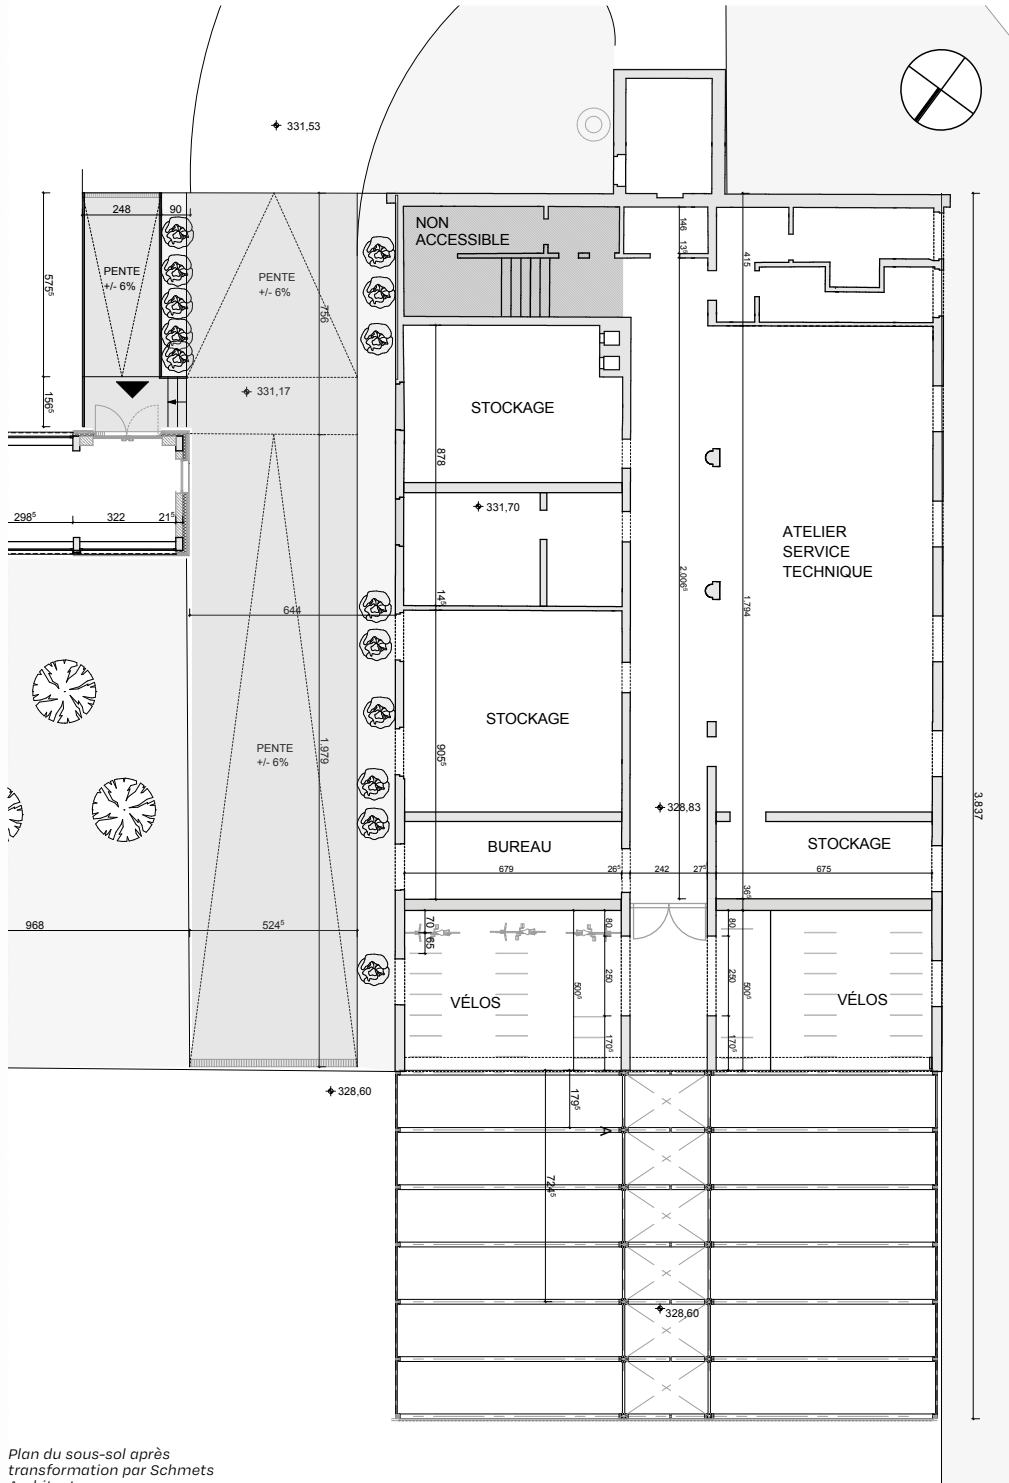 331,53
248
90
NON
ACCESSIBLE
146
13⁵
415
PENTE
+/- 6%
PENTE
+/- 6%
575⁵
756
331,17
156⁵
STOCKAGE
878
298⁵
322
21⁵
331,70
ATELIER
SERVICE
TECHNIQUE
2.006⁵
14⁵
1.794
644
STOCKAGE
PENTE
+/- 6%
1.979
905⁵
328,83
3.837
BUREAU
STOCKAGE
679
26⁵
242
27⁵
675
36⁵
968
524⁵
70
65
80
80
250
250
500⁵
500⁵
VÉLOS
VÉLOS
170⁵
170⁵
328,60
179⁵
A
724⁵
328,60
Plan du sous-sol après
transformation par Schmets